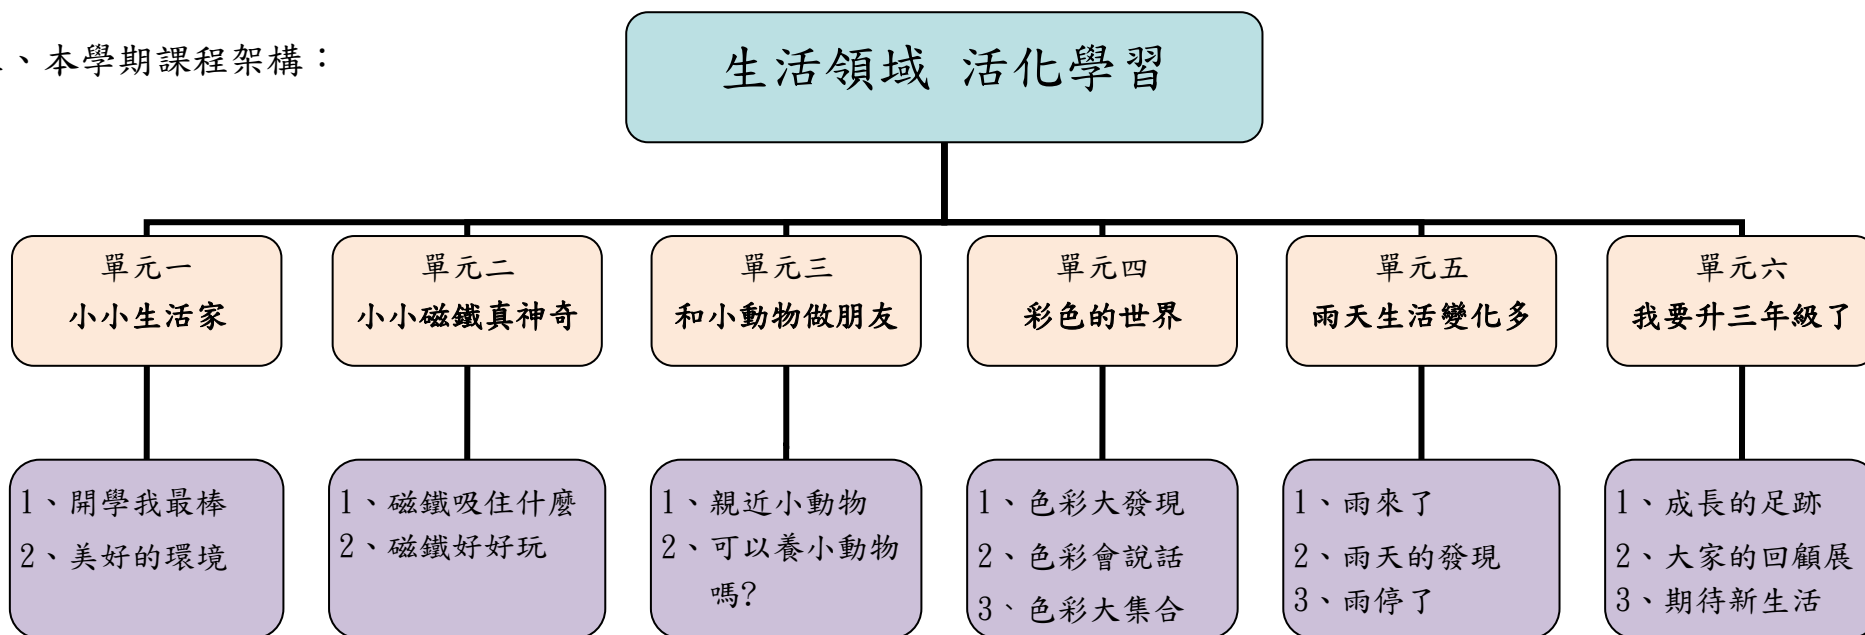 、本學期課程架構：
生活領域 活化學習
單元一
小小生活家
單元二
小小磁鐵真神奇
單元三
和小動物做朋友
單元四
彩色的世界
單元五
雨天生活變化多
單元六
我要升三年級了
1、開學我最棒
2、美好的環境
1、磁鐵吸住什麼
2、磁鐵好好玩
1、親近小動物
2、可以養小動物
嗎?
1、色彩大發現
2、色彩會說話
3、色彩大集合
1、雨來了
2、雨天的發現
3、雨停了
1、成長的足跡
2、大家的回顧展
3、期待新生活